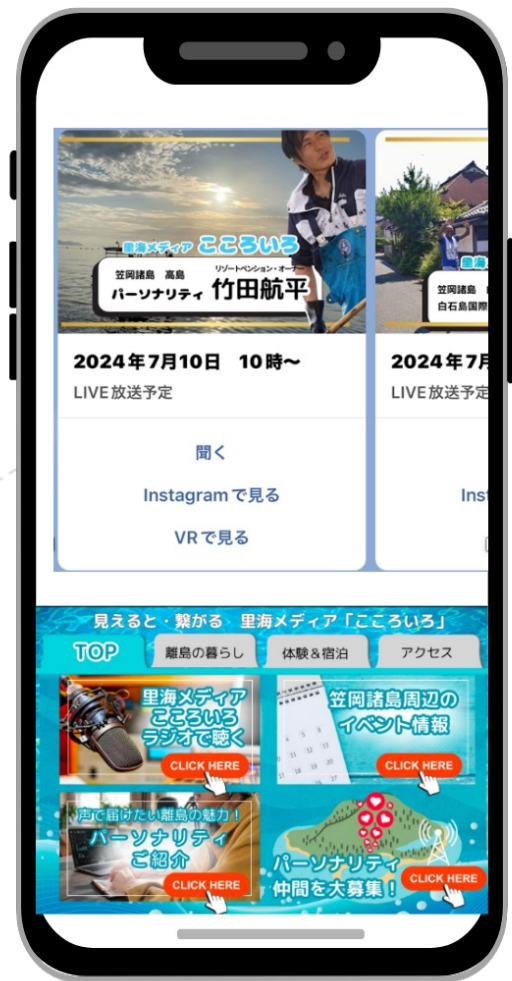 里海メディア こころいろ
笠岡諸島 高島
リゾートペンション・オーナー
パーソナリティ 竹田航平
2024年7月10日 10時~
LIVE放送予定
聞く
Instagramで見る
VRで見る
里海
笠岡諸島
白石島国際
2024年7月
LIVE放送予定
Inst
見えると・繋がる 里海メディア「こころいろ」
TOP
離島の暮らし
体験&宿泊
アクセス
里海メディア
こころいろ
ラジオで聴く
CLICK HERE
笠岡諸島周辺の
イベント情報
CLICK HERE
声で届けたい離島の魅力!
パーソナリティ
ご紹介
CLICK HERE
パーソナリティ
仲間を大募集!
CLICK HERE